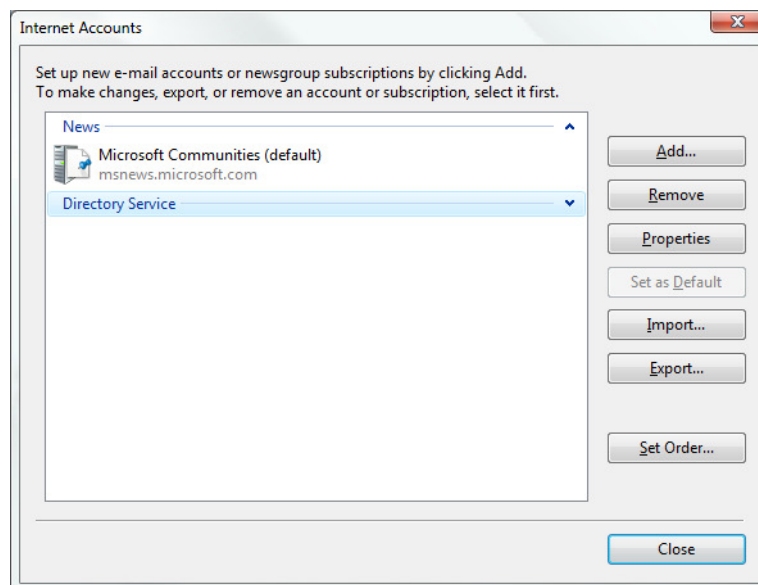 Internet Accounts
Set up new e-mail accounts or newsgroup subscriptions by clicking Add.
To make changes, export, or remove an account or subscription, select it first.
News
Microsoft Communities (default)
msnews.microsoft.com
Directory Service
Add...
Remove
Properties
Set as Default
Import...
Export...
Set Order...
Close